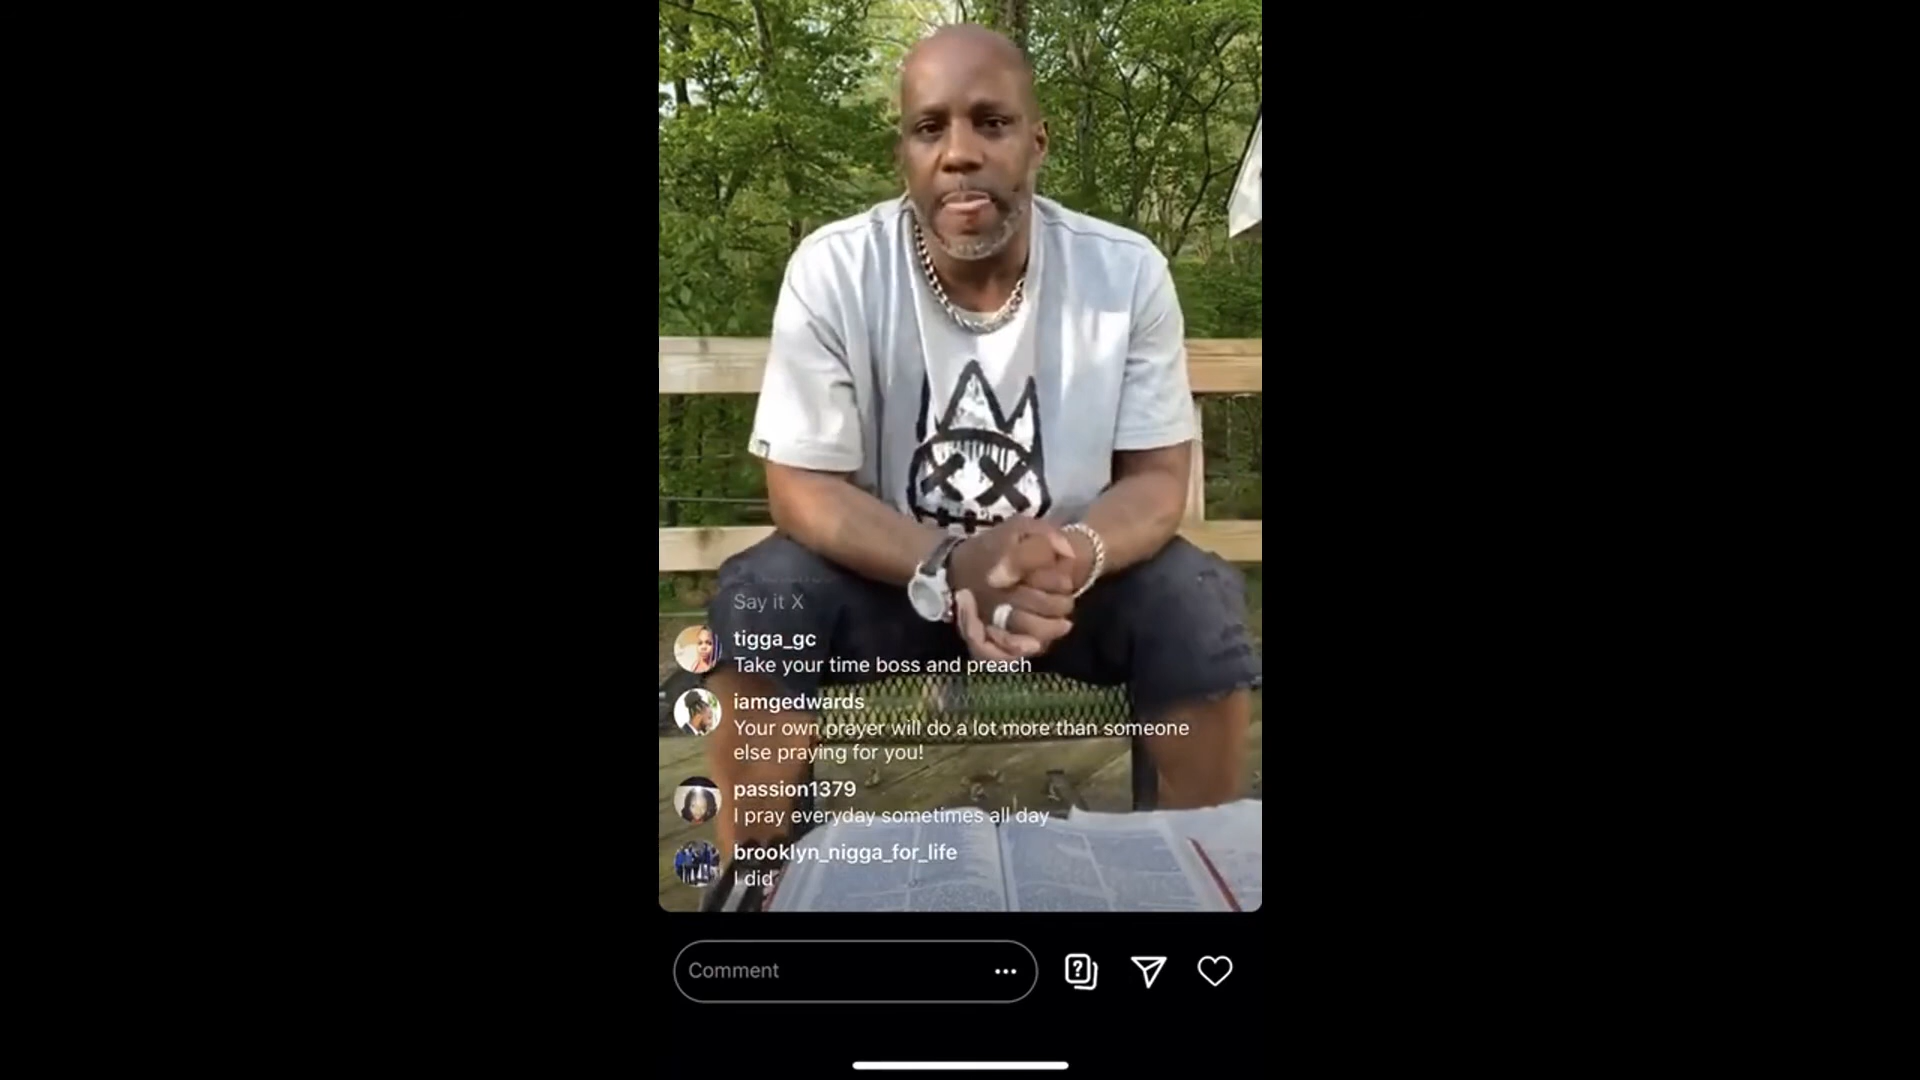 Say it X
tigga_gc
Take your time boss and preach
iamgedwards
Your own prayer will do a lot more than someone
else praying for you!
passion1379
I pray everyday sometimes all day
brooklyn_nigga_for_life
I did
Comment
?